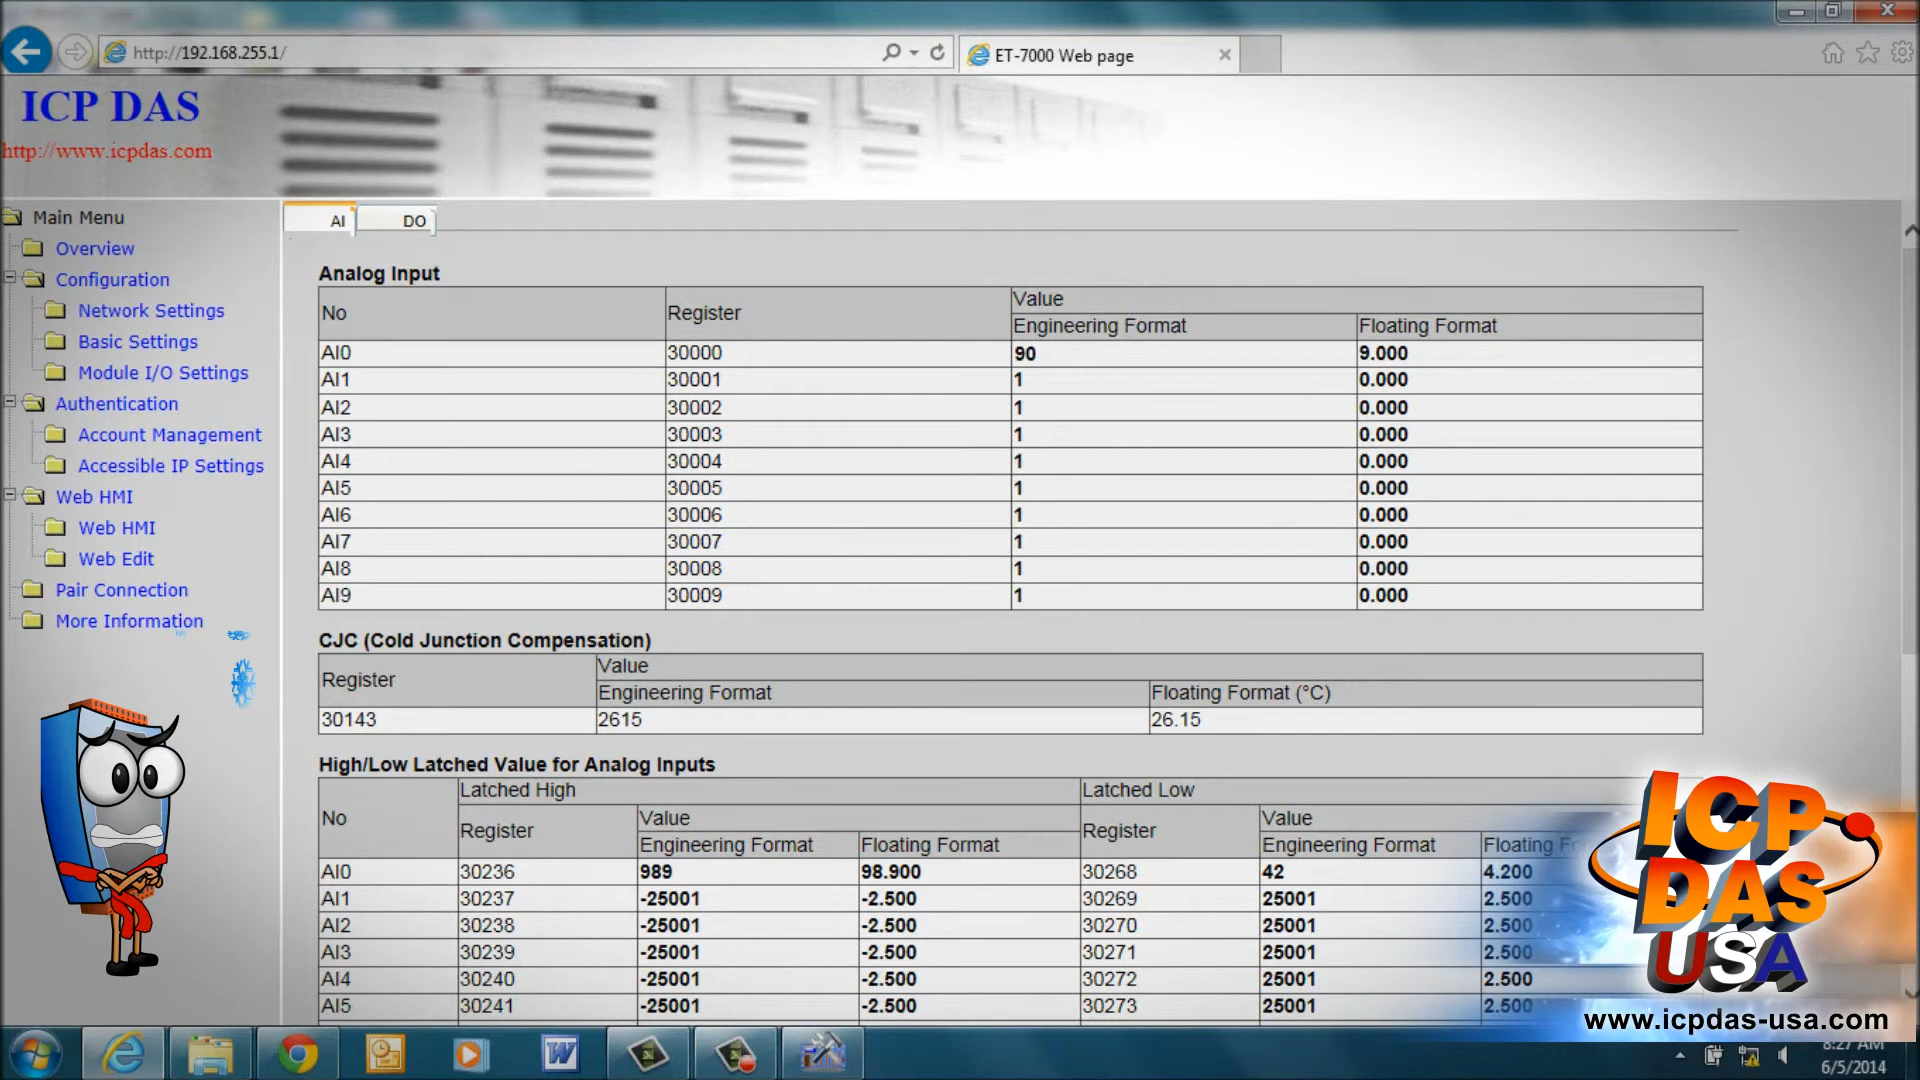 http://192.168.255.1/
ET-7000 Web page
ICP DAS
http://www.icpdas.com
Main Menu
Overview
Configuration
Network Settings
Basic Settings
Module I/O Settings
Authentication
Account Management
Accessible IP Settings
Web HMI
Web HMI
Web Edit
Pair Connection
More Information
AI DO
Analog Input
No Register Value
Engineering Format Floating Format
AI0 30000 90 9.000
AI1 30001 1 0.000
AI2 30002 1 0.000
AI3 30003 1 0.000
AI4 30004 1 0.000
AI5 30005 1 0.000
AI6 30006 1 0.000
AI7 30007 1 0.000
AI8 30008 1 0.000
AI9 30009 1 0.000
CJC (Cold Junction Compensation)
Register Value
Engineering Format Floating Format (°C)
30143 2615 26.15
High/Low Latched Value for Analog Inputs
No Latched High Latched Low
Register Value Register Value
Engineering Format Floating Format Engineering Format Floating
AI0 30236 989 98.900 30268 42 4.200
AI1 30237 -25001 -2.500 30269 25001 2.500
AI2 30238 -25001 -2.500 30270 25001 2.500
AI3 30239 -25001 -2.500 30271 25001 2.500
AI4 30240 -25001 -2.500 30272 25001 2.500
AI5 30241 -25001 -2.500 30273 25001 2.500
ICP
DAS
USA
www.icpdas-usa.com
8:27 AM
6/5/2014